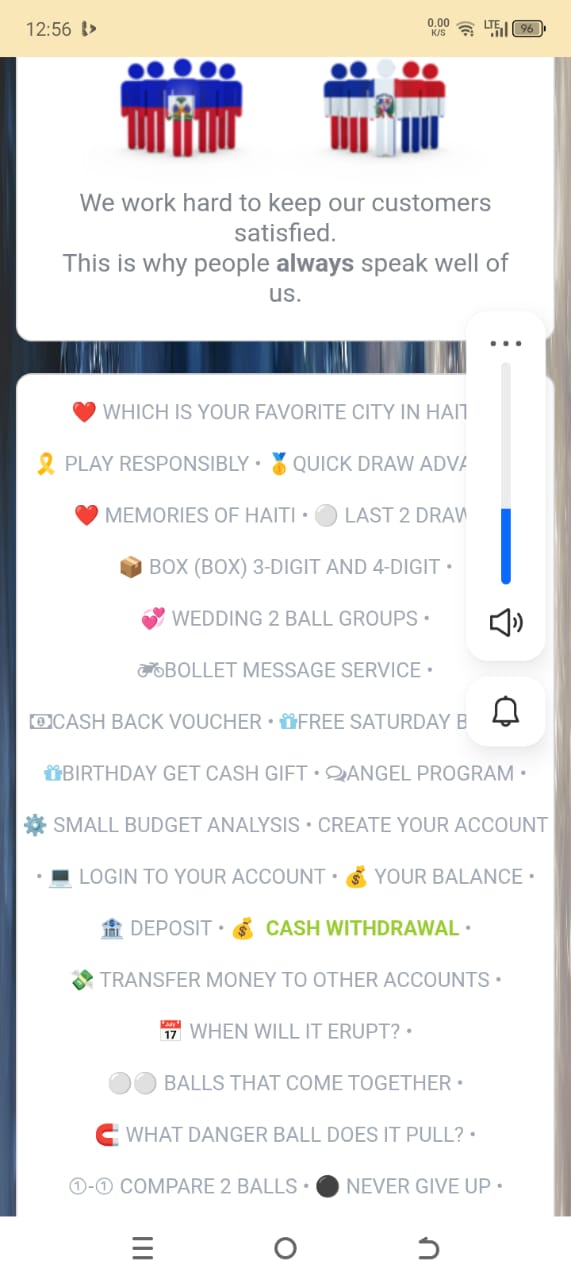 12:56
0.00
K/S
LTE
96
We work hard to keep our customers
satisfied.
This is why people always speak well of
us.
❤️ WHICH IS YOUR FAVORITE CITY IN HAIT
🎗️ PLAY RESPONSIBLY • 🥇 QUICK DRAW ADVA
❤️ MEMORIES OF HAITI • ⚪ LAST 2 DRAW
📦 BOX (BOX) 3-DIGIT AND 4-DIGIT •
💞 WEDDING 2 BALL GROUPS •
🏍BOLLET MESSAGE SERVICE •
CASH BACK VOUCHER • 🎁FREE SATURDAY B
🎁BIRTHDAY GET CASH GIFT • 🗪ANGEL PROGRAM •
⚙️ SMALL BUDGET ANALYSIS • CREATE YOUR ACCOUNT
• 💻 LOGIN TO YOUR ACCOUNT • 💰 YOUR BALANCE •
🏦 DEPOSIT • 💰 CASH WITHDRAWAL •
💸 TRANSFER MONEY TO OTHER ACCOUNTS •
📅 WHEN WILL IT ERUPT? •
⚪⚪ BALLS THAT COME TOGETHER •
🧲 WHAT DANGER BALL DOES IT PULL? •
①-① COMPARE 2 BALLS • ⚫ NEVER GIVE UP •